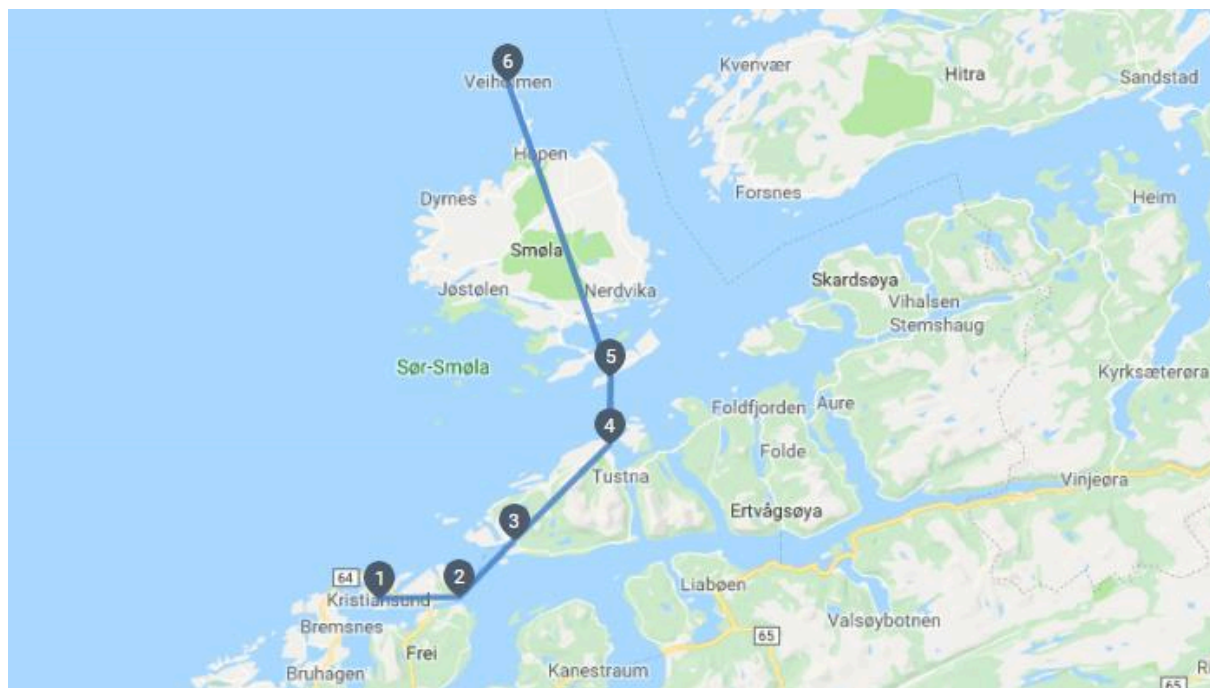 6
Veiholmen
Kvenvær
Hitra
Sandstad
Hopen
Dyrnes
Forsnes
Heim
Smøla
Jøstølen
Nerdvika
Skardsøya
Vihalsen
Stemshaug
Sør-Smøla
5
Kyrksæterøra
4
Foldfjorden
Aure
Folde
Tustna
Vinjeøra
3
Ertvågsøya
64
1
2
Kristiansund
Liabøen
Bremsnes
Valsøybotnen
65
Frei
Bruhagen
Kanestraum
65